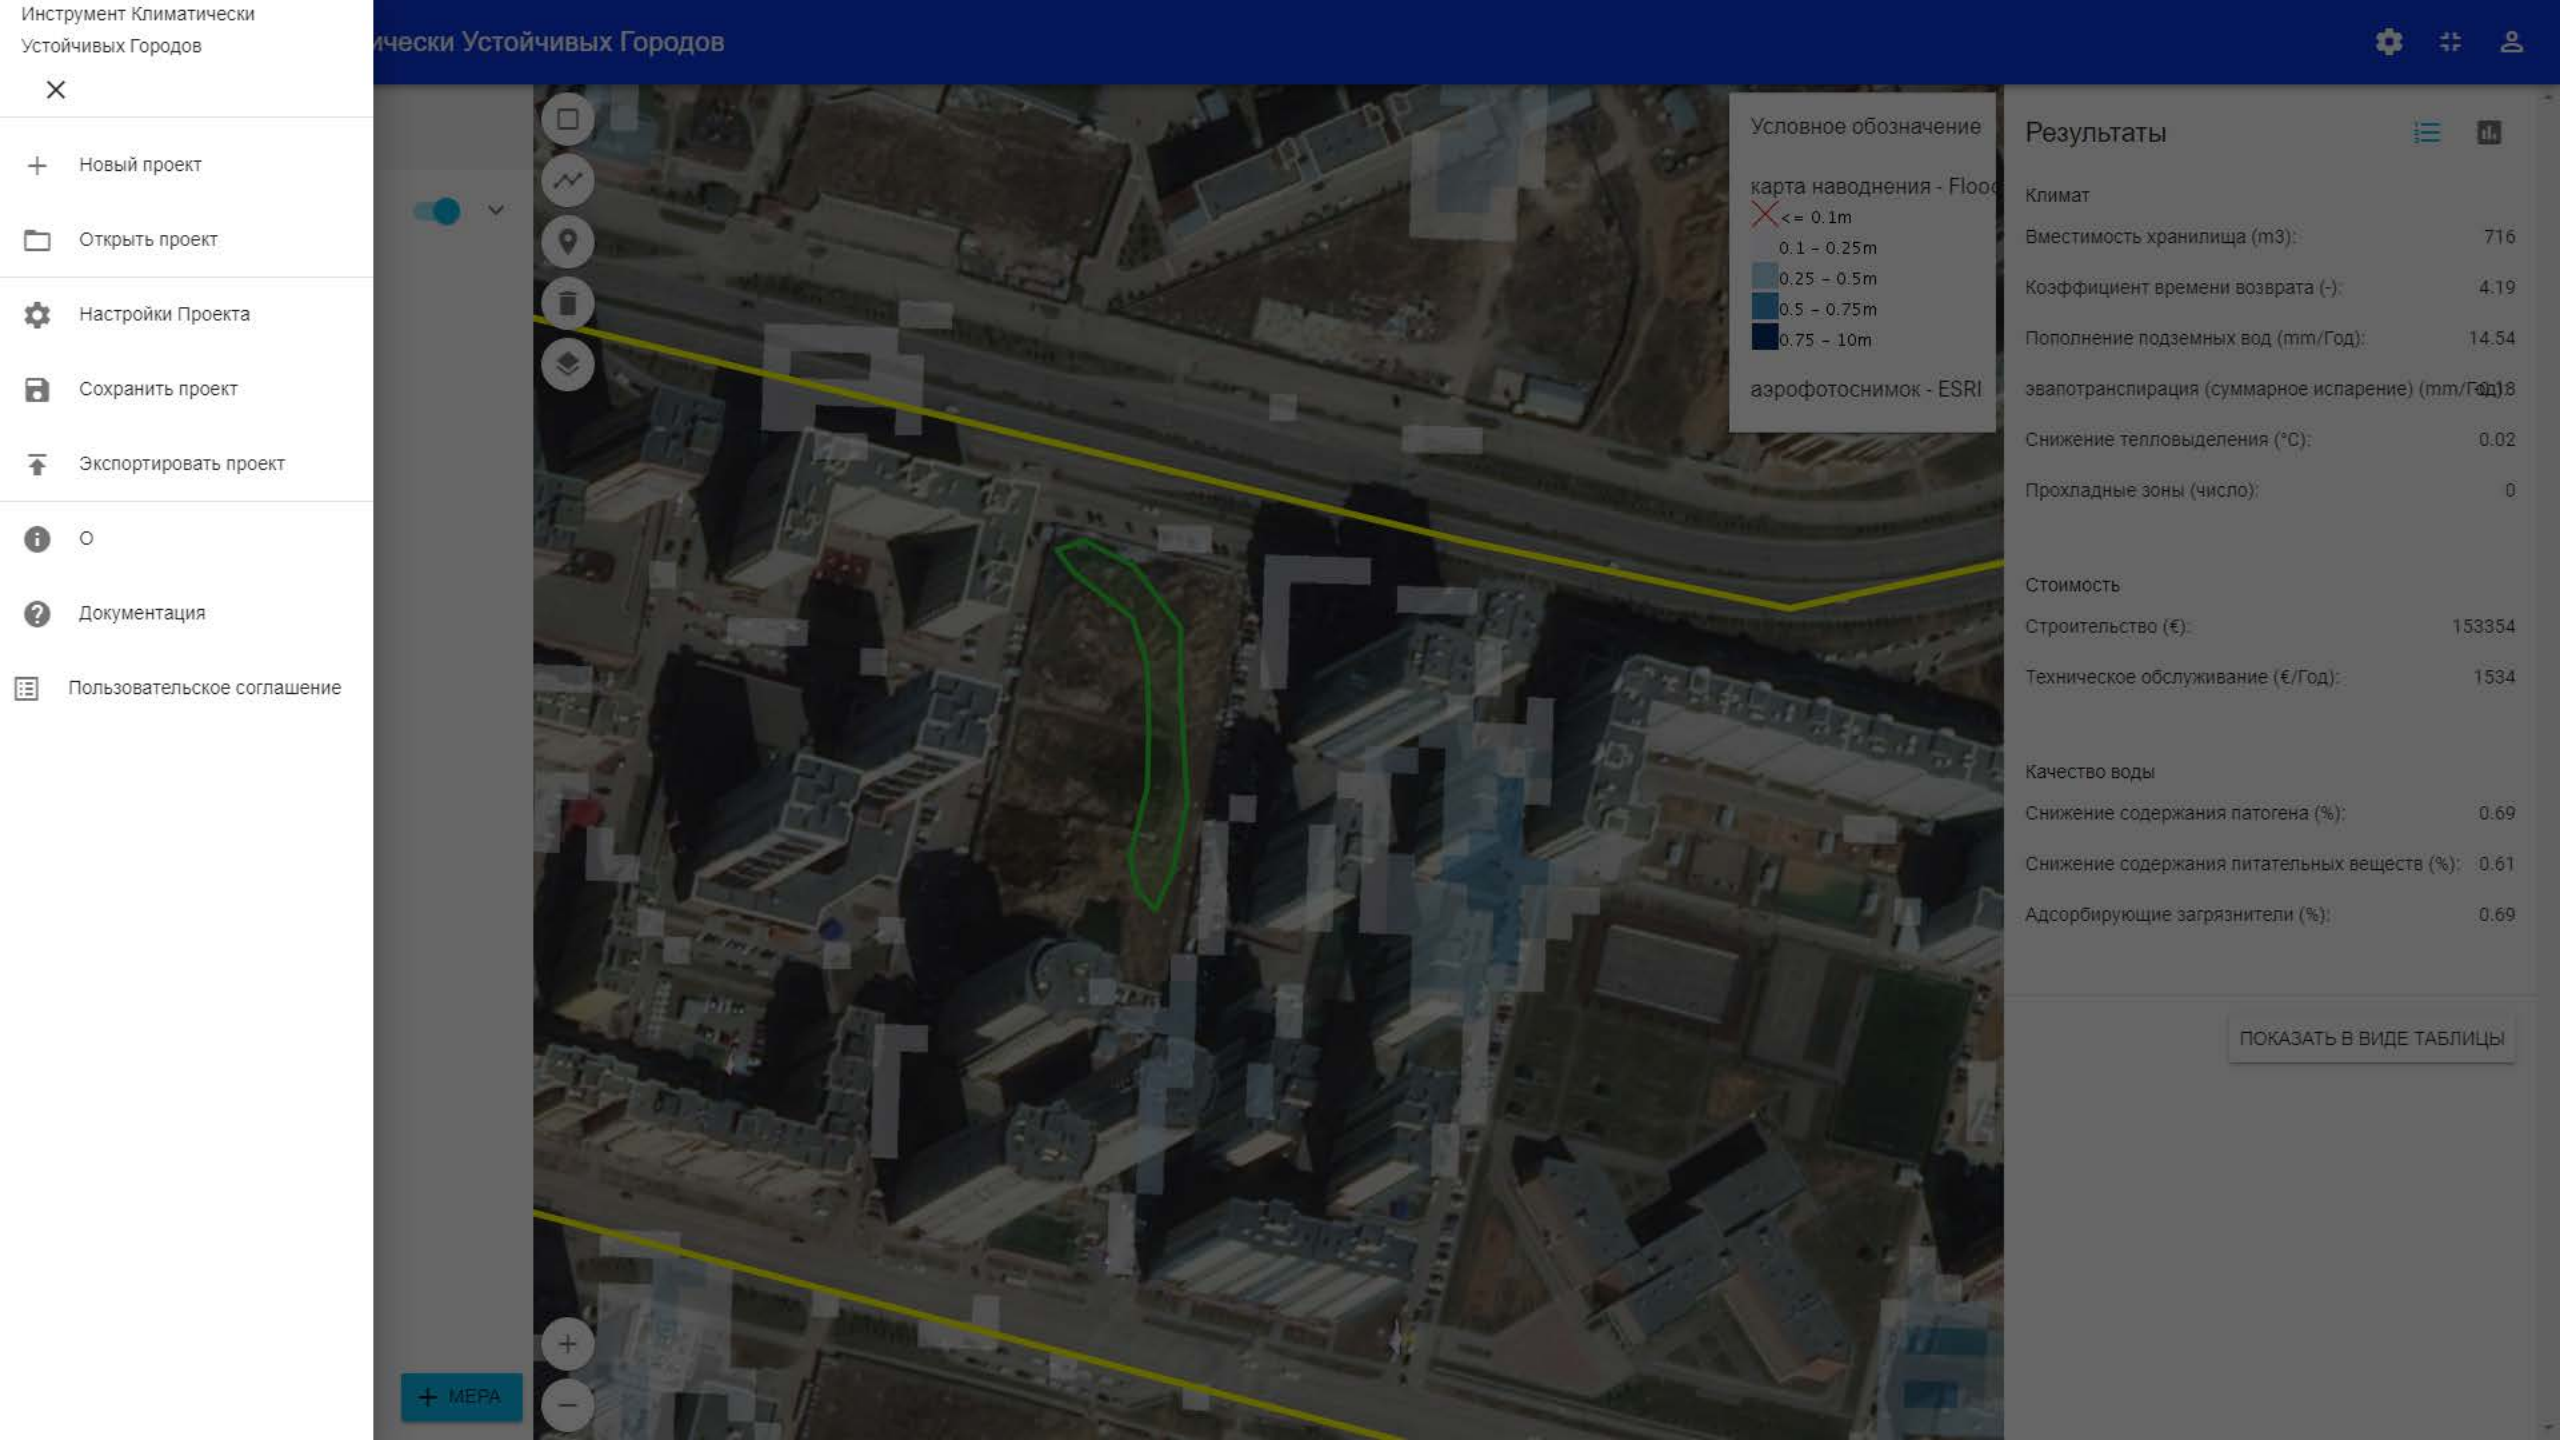 Инструмент Климатически
Устойчивых Городов
ически Устойчивых Городов
Новый проект
Открыть проект
Настройки Проекта
Сохранить проект
Экспортировать проект
О
Документация
Пользовательское соглашение
+ МЕРА
Условное обозначение
карта наводнения - Flooc
<= 0.1m
0.1 – 0.25m
0.25 – 0.5m
0.5 – 0.75m
0.75 – 10m
аэрофотоснимок - ESRI
Результаты
Климат
Вместимость хранилища (m3): 716
Коэффициент времени возврата (-): 4.19
Пополнение подземных вод (mm/Год): 14.54
эвапотранспирация (суммарное испарение)
Снижение тепловыделения (°C): 0.02
Прохладные зоны (число): 0
Стоимость
Строительство (€): 153354
Техническое обслуживание (€/Год): 1534
Качество воды
Снижение содержания патогена (%): 0.69
Снижение содержания питательных веществ (%): 0.61
Адсорбирующие загрязнители (%): 0.69
ПОКАЗАТЬ В ВИДЕ ТАБЛИЦЫ